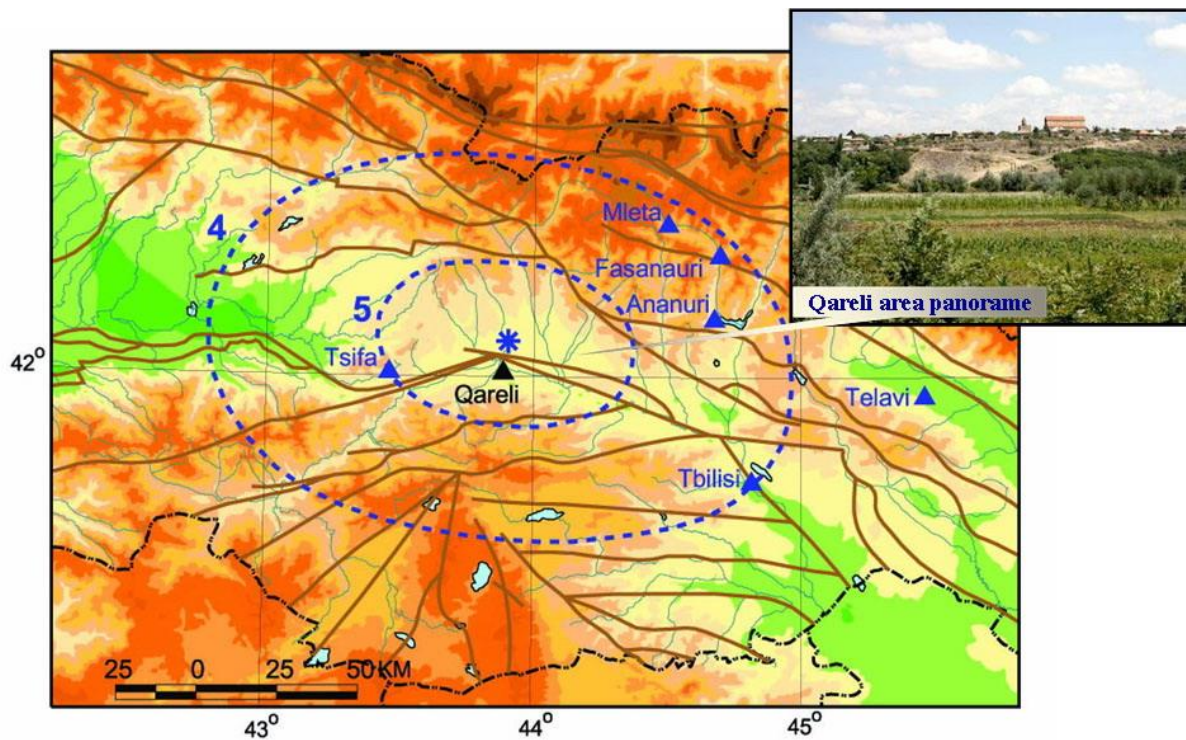 Qareli area panorame
4
Mleta
Fasanauri
5
Ananuri
42°
Tsifa
Qareli
Telavi
Tbilisi
25 0 25 50 KM
43° 44° 45°